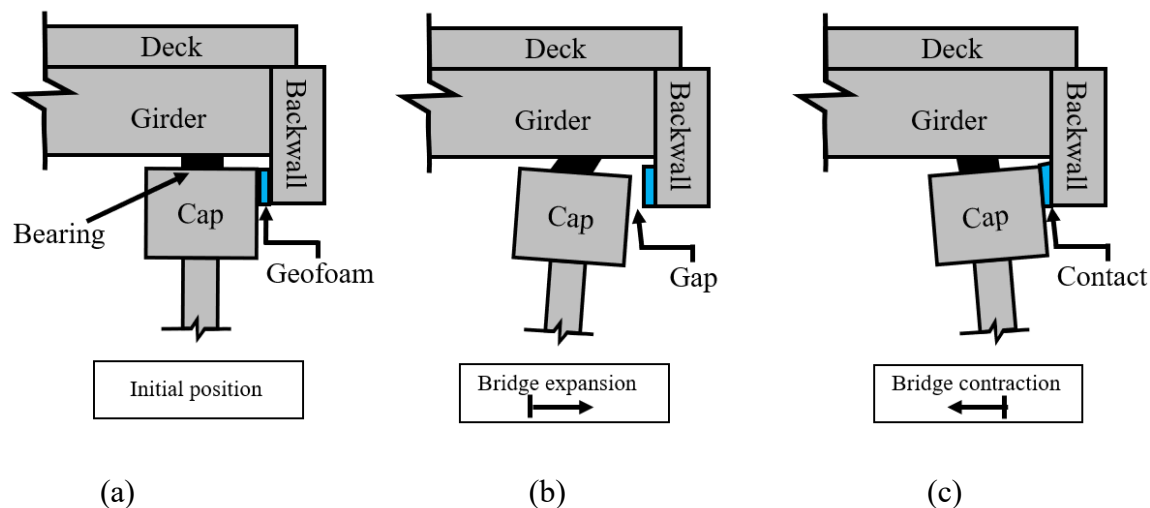 Deck
Girder
Backwall
Cap
Bearing
Geofoam
Initial position
(a)
Deck
Girder
Backwall
Cap
Gap
Bridge expansion
(b)
Deck
Girder
Backwall
Cap
Contact
Bridge contraction
(c)